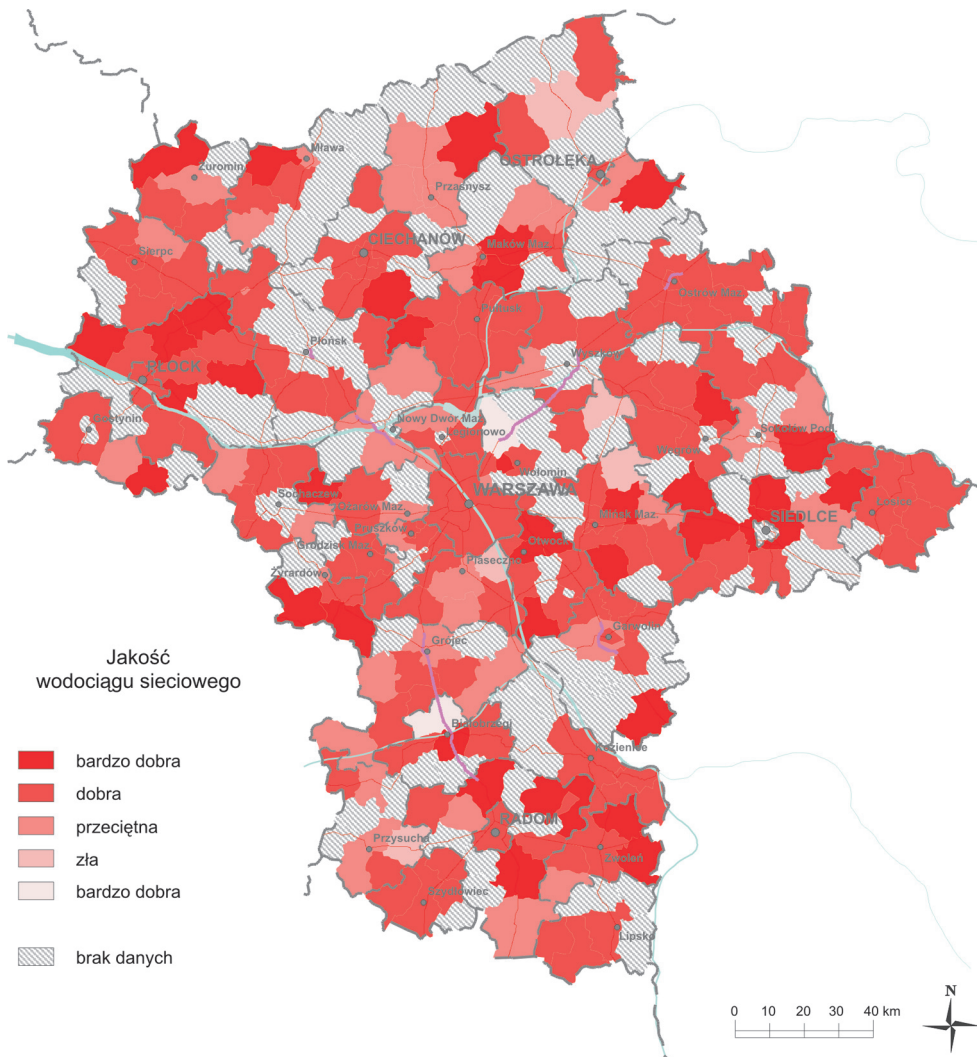 Mława
Żuromin
OSTROŁĘKA
Przasnysz
CIECHANÓW
Maków Maz.
Sierpc
Ostrów Maz.
Pułtusk
Płońsk
Wyszków
PŁOCK
Gostynin
Nowy Dwór Maz.
Legionowo
Sokołów Podl.
Węgrów
Wołomin
Sochaczew
WARSZAWA
Ożarów Maz.
Mińsk Maz.
SIEDLCE
Łosice
Pruszków
Grodzisk Maz.
Otwock
Piaseczno
Żyrardów
Garwolin
Grójec
Jakość
wodociągu sieciowego
Białobrzegi
Kozienice
bardzo dobra
dobra
RADOM
przeciętna
Przysucha
Zwoleń
zła
bardzo dobra
Szydłowiec
Lipsko
brak danych
N
0 10 20 30 40 km